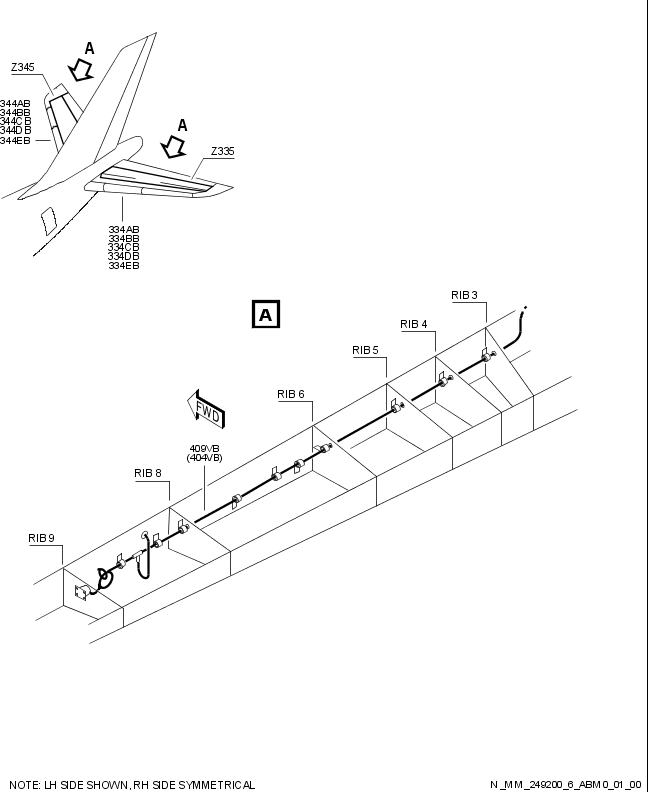 A
Z345
344AB
344BB
344CB
344DB
344EB
A
Z335
334AB
334BB
334CB
334DB
334EB
A
RIB 3
RIB 4
RIB 5
RIB 6
FWD
409VB
(404VB)
RIB 8
RIB 9
NOTE: LH SIDE SHOWN, RH SIDE SYMMETRICAL
N_MM_249200_6_ABM0_01_00